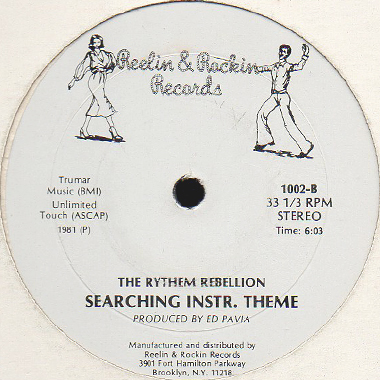 Reelin & Rockin
Records
Trumar
Music (BMI)
Unlimited
Touch (ASCAP)
1981 (P)
1002-B
33 1/3 RPM
STEREO
Time: 6:03
THE RYTHEM REBELLION
SEARCHING INSTR. THEME
PRODUCED BY ED PAVIA
Manufactured and distributed by
Reelin & Rockin Records
3901 Fort Hamilton Parkway
Brooklyn, N.Y. 11218